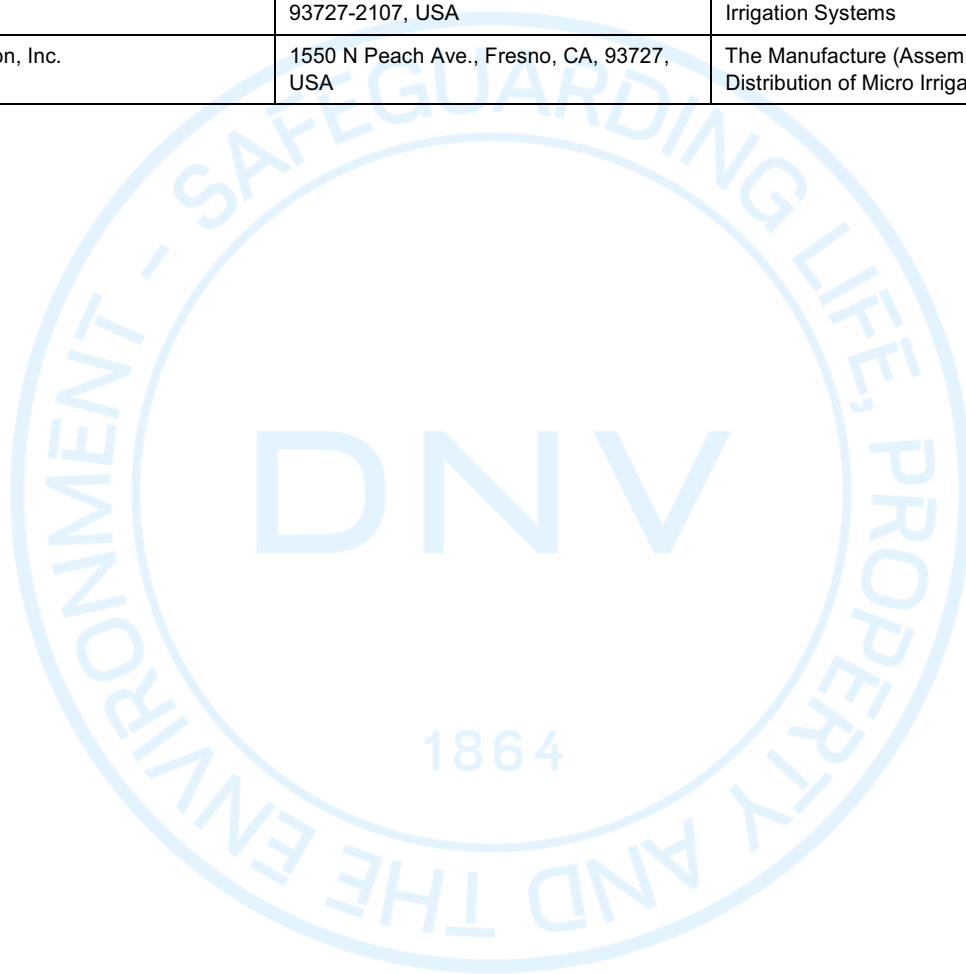 93727-2107, USA
Irrigation Systems
on, Inc.
1550 N Peach Ave., Fresno, CA, 93727,
USA
The Manufacture (Assem
Distribution of Micro Irriga
SAFEGUARDING LIFE, PROPERTY AND THE ENVIRONMENT -
DNV
1864